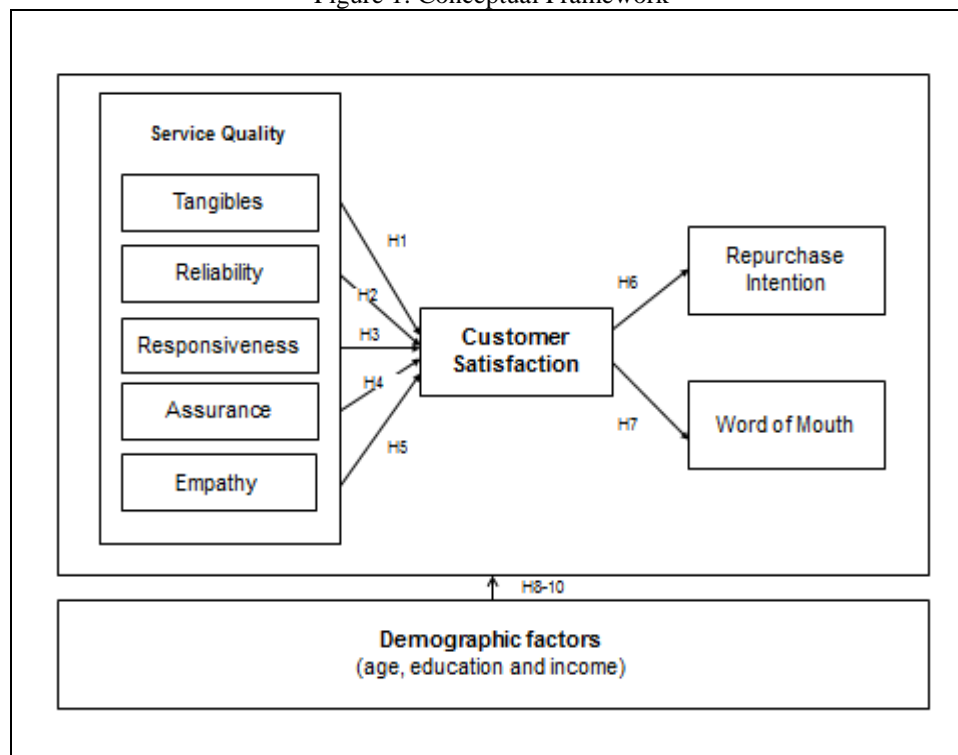 Figure 1: Conceptual Framework
Service Quality
Tangibles
H1
Reliability
H2
Responsiveness
H3
Assurance
H4
Empathy
H5
Customer
Satisfaction
H6
Repurchase
Intention
H7
Word of Mouth
H8-10
Demographic factors
(age, education and income)